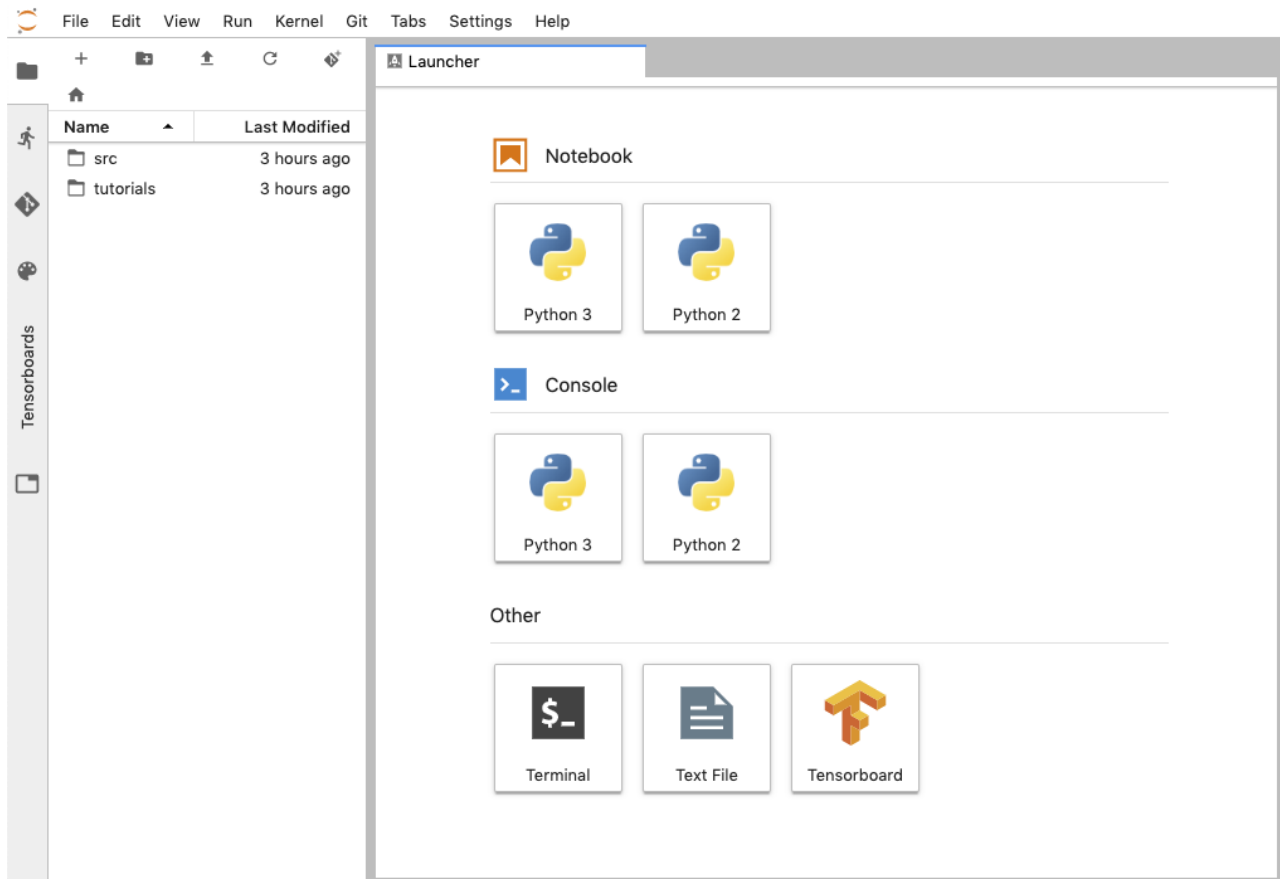 File Edit View Run Kernel Git Tabs Settings Help
Launcher
Name Last Modified
src 3 hours ago
tutorials 3 hours ago
Tensorboards
Notebook
Python 3 Python 2
Console
Python 3 Python 2
Other
$_
Terminal Text File Tensorboard